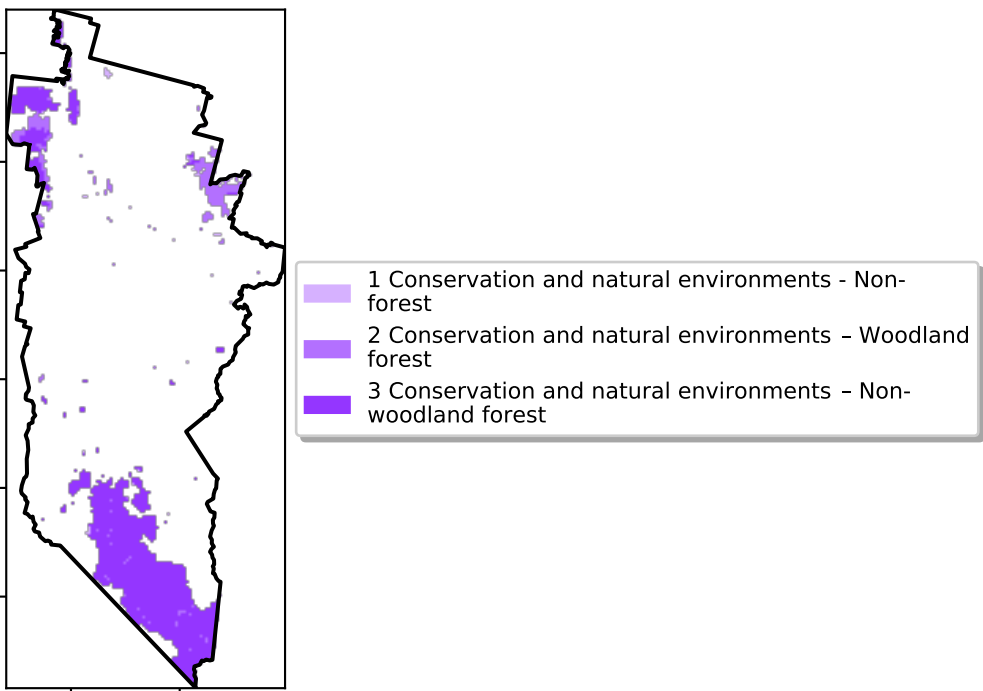 1 Conservation and natural environments - Non-
forest
2 Conservation and natural environments – Woodland
forest
3 Conservation and natural environments – Non-
woodland forest